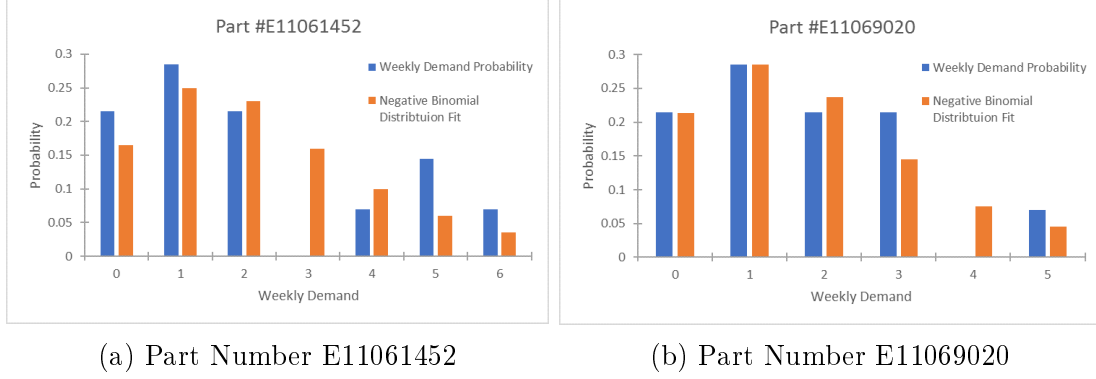 Part #E11061452
0.3
0.25
0.2
0.15
0.1
0.05
0
Probability
0 1 2 3 4 5 6
Weekly Demand
Weekly Demand Probability
Negative Binomial
Distribtuion Fit
(a) Part Number E11061452
Part #E11069020
0.3
0.25
0.2
0.15
0.1
0.05
0
Probability
0 1 2 3 4 5
Weekly Demand
Weekly Demand Probability
Negative Binomial
Distribtuion Fit
(b) Part Number E11069020